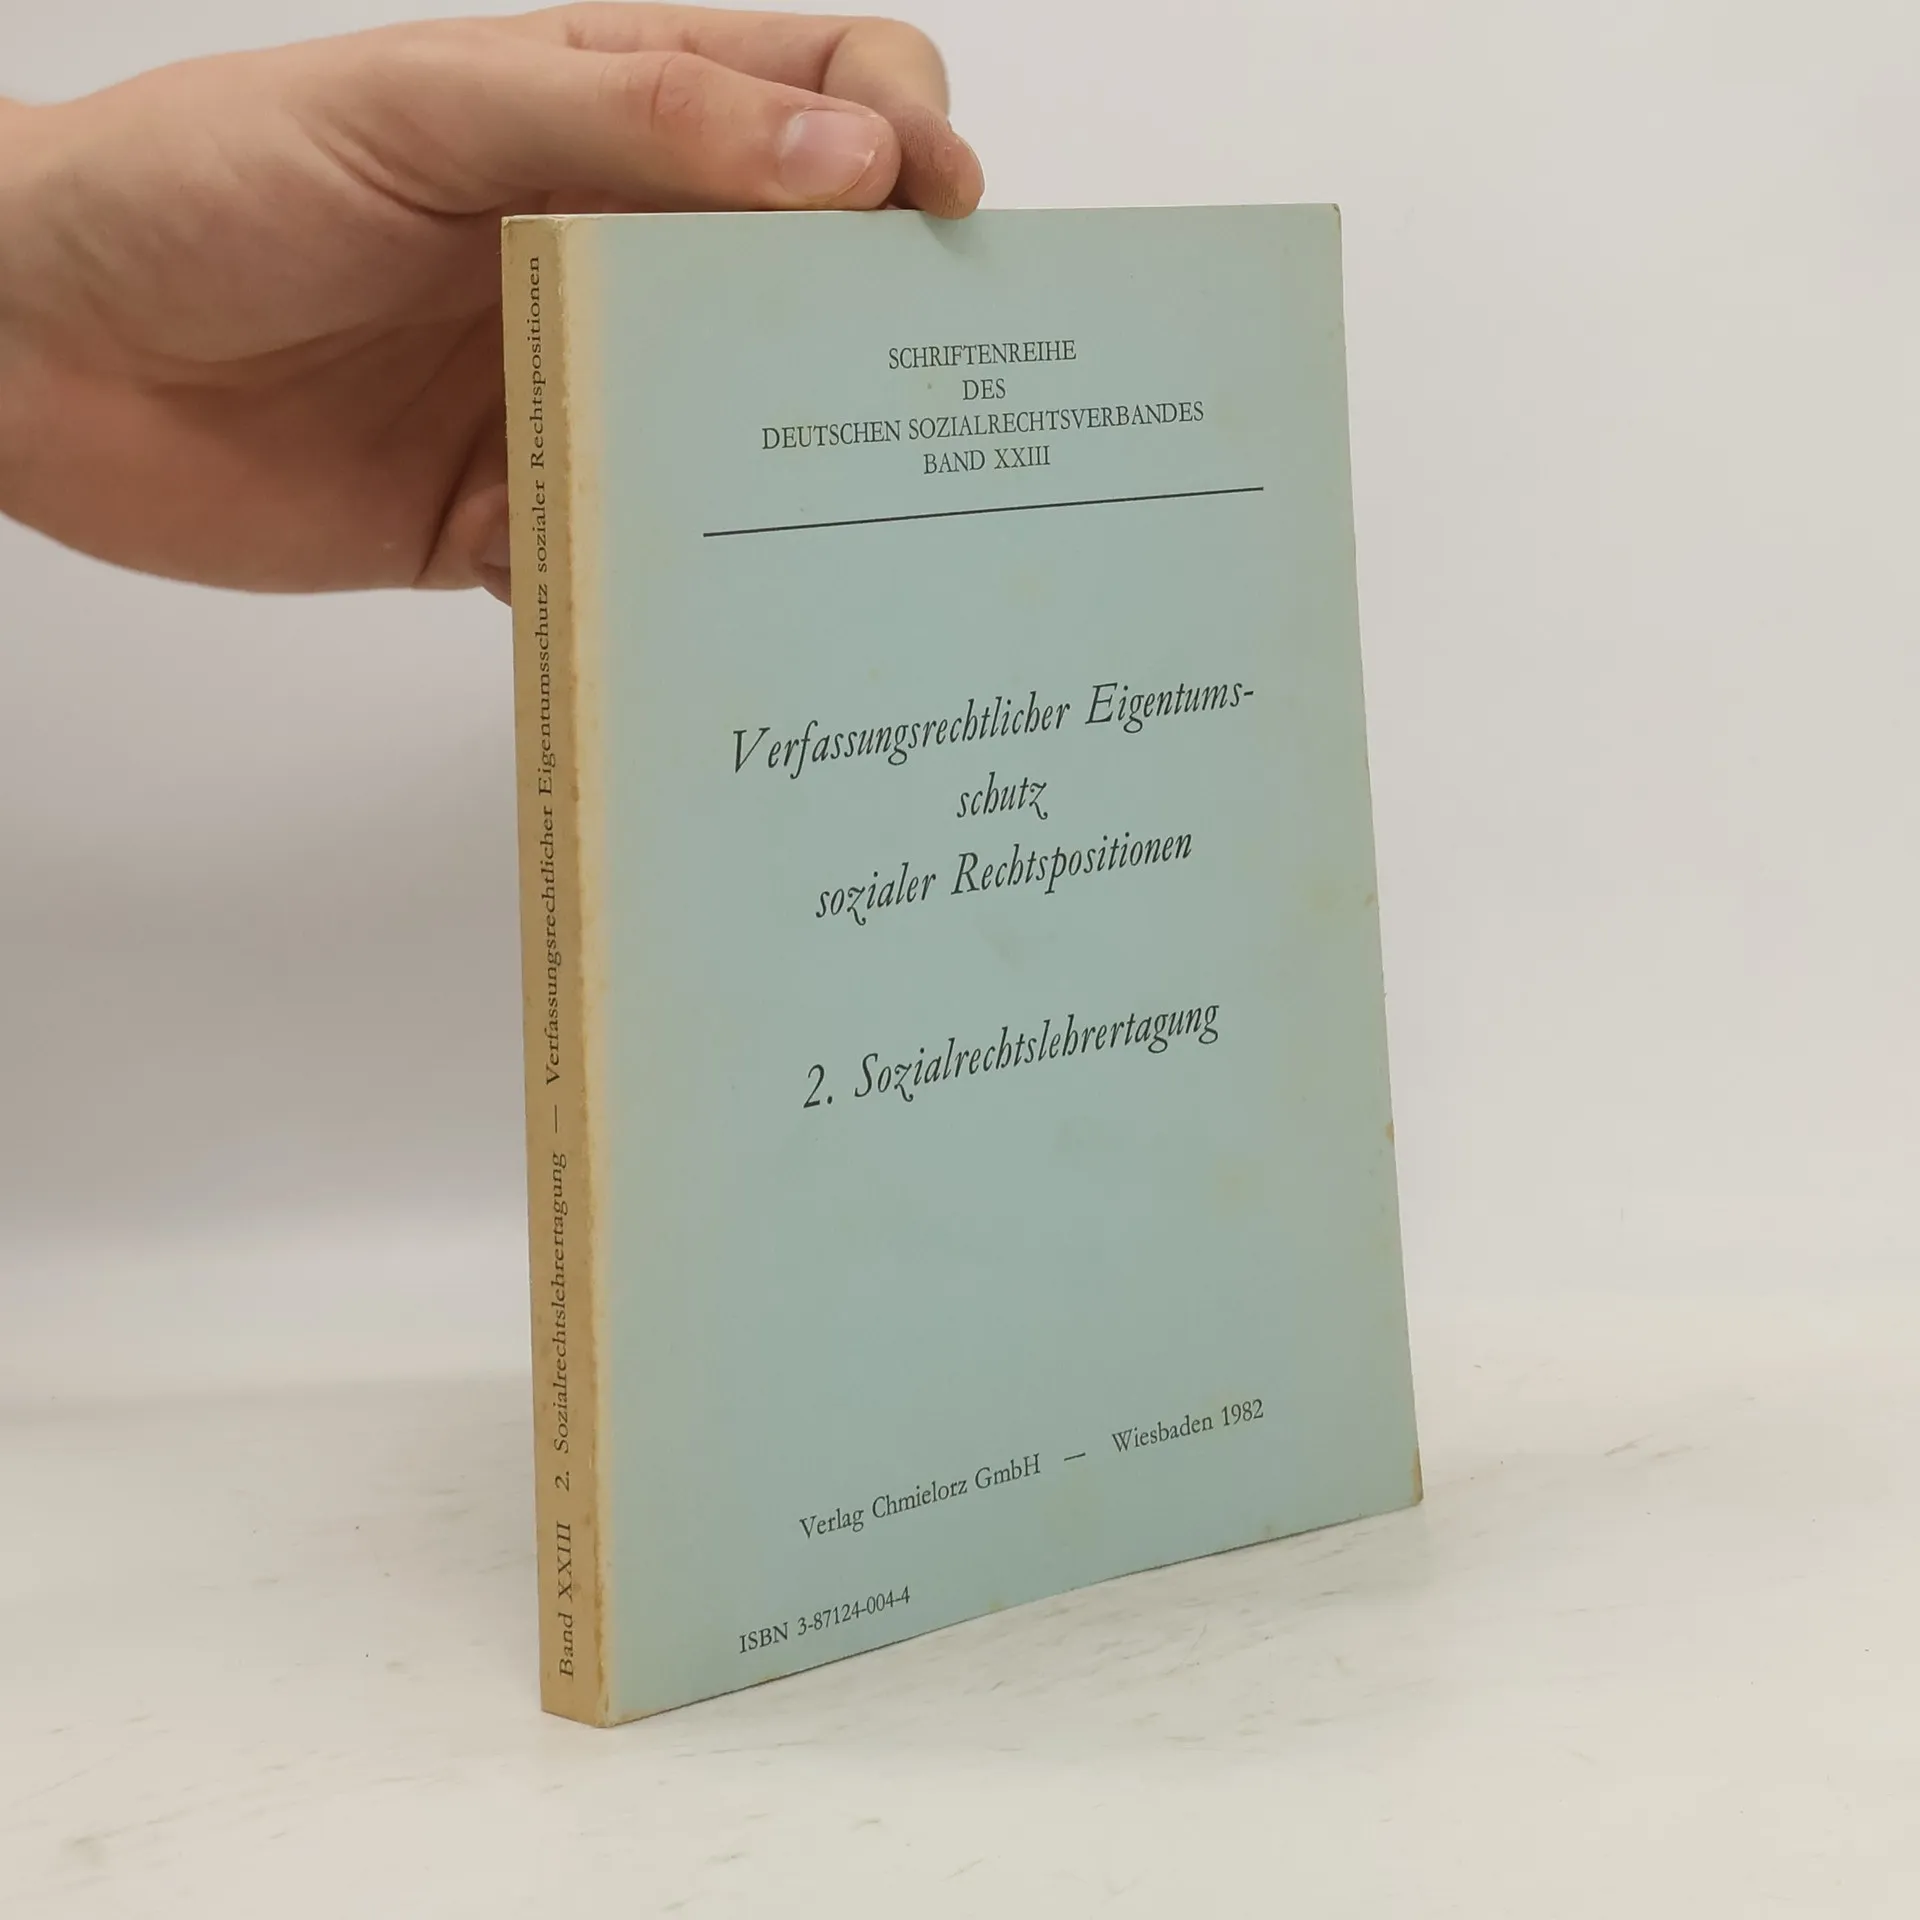 SCHRIFTENREIHE
DES
DEUTSCHEN SOZIALRECHTSVERBANDES
BAND XXIII
Verfassungsrechtlicher Eigentums-
schutz
sozialer Rechtspositionen
2. Sozialrechtslehrertagung
Verlag Chmielorz GmbH — Wiesbaden 1982
ISBN 3-87124-004-4
Band XXIII 2. Sozialrechtslehrertagung — Verfassungsrechtlicher Eigentumsschutz sozialer Rechtspositionen